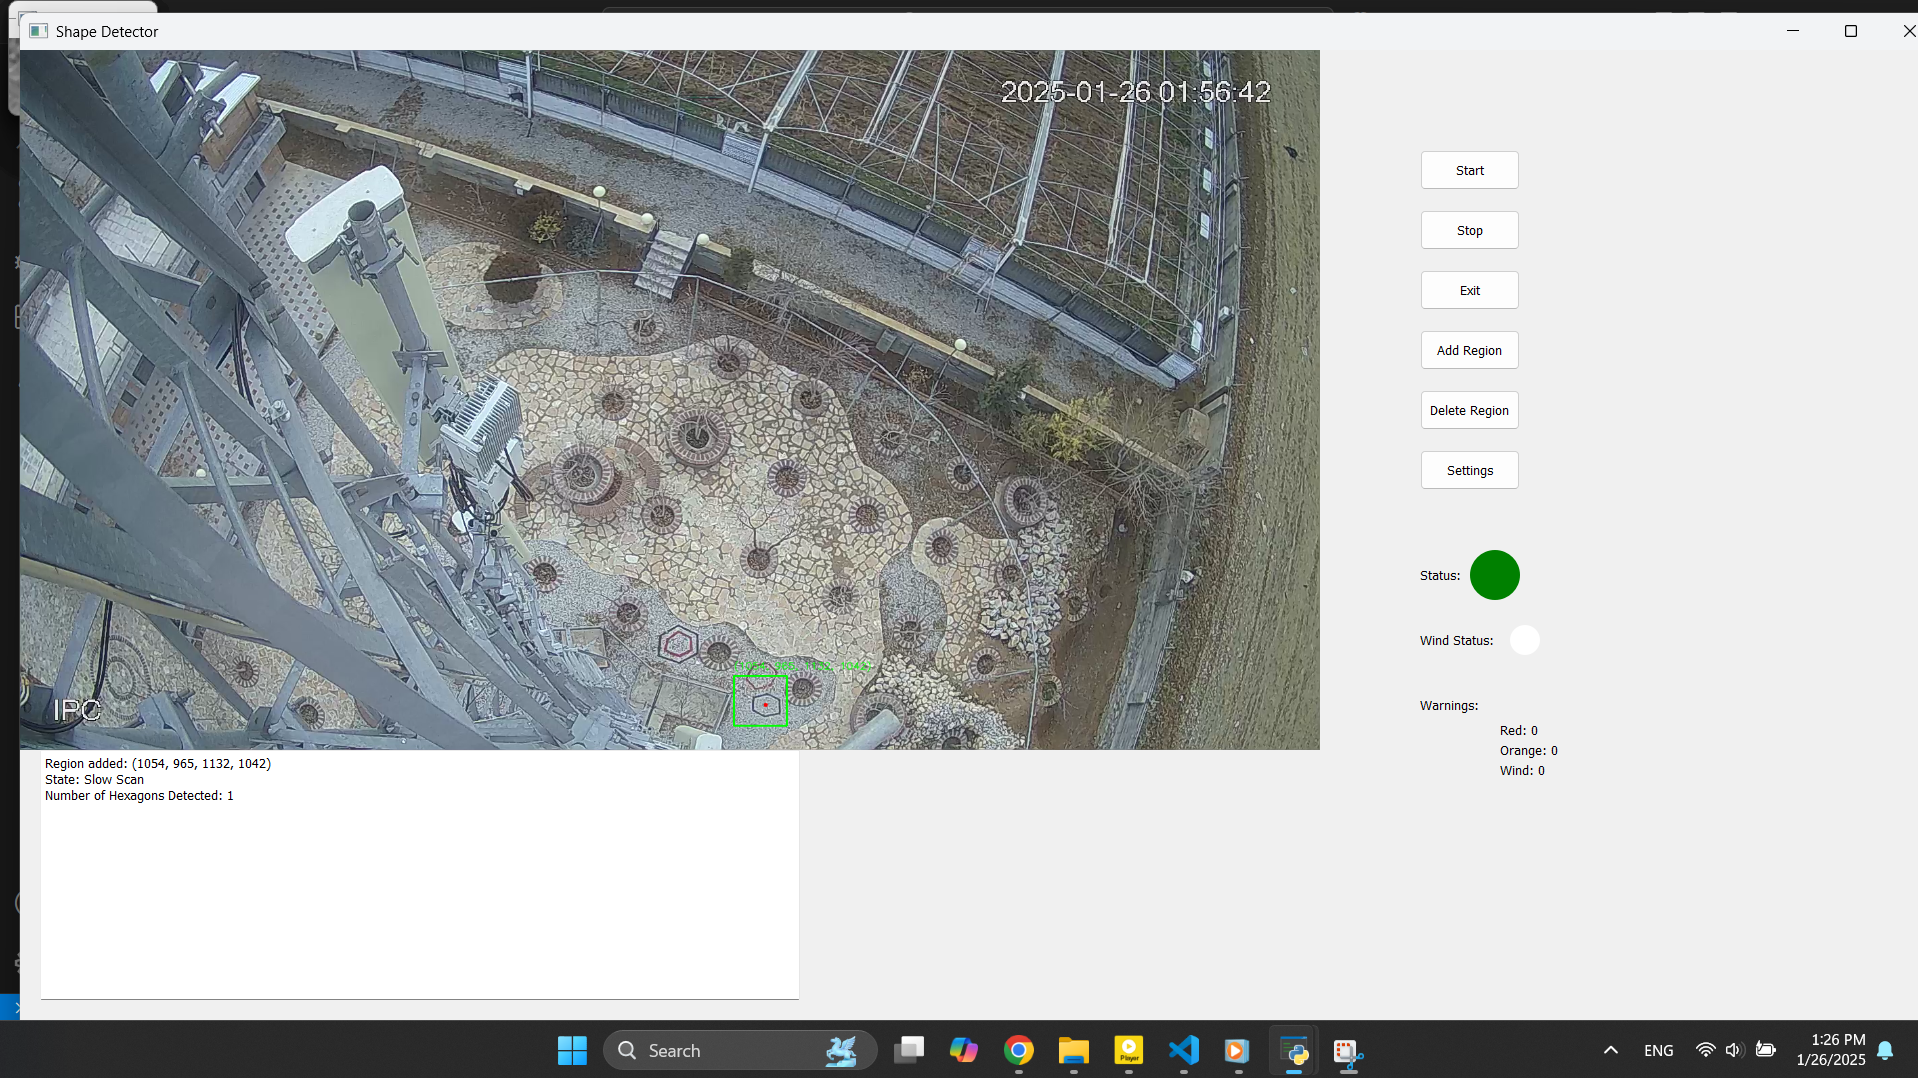 Shape Detector
2025-01-26 01:56:42
Start
Stop
Exit
Add Region
Delete Region
Settings
Status:
Wind Status:
Warnings:
Red: 0
Orange: 0
Wind: 0
IPC
Region added: (1054, 965, 1132, 1042)
State: Slow Scan
Number of Hexagons Detected: 1
Search
Player
ENG
1:26 PM
1/26/2025